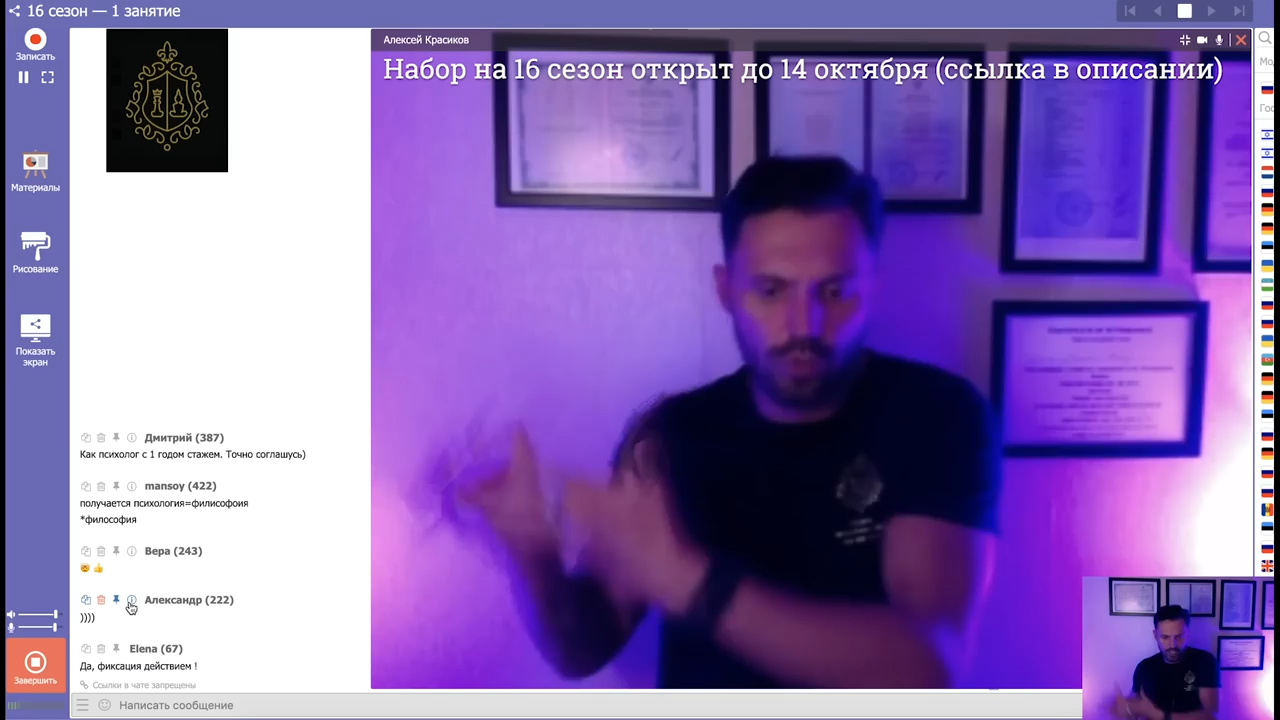 16 сезон — 1 занятие
Записать
Материалы
Рисование
Показать
экран
Завершить
Алексей Красиков
Набор на 16 сезон открыт до 14 октября (ссылка в описании)
Дмитрий (387)
Как психолог с 1 годом стажем. Точно соглашусь)
mansoy (422)
получается психология=филисофоия
*философия
Вера (243)
Александр (222)
))))
Elena (67)
Да, фиксация действием !
Ссылки в чате запрещены
Написать сообщение